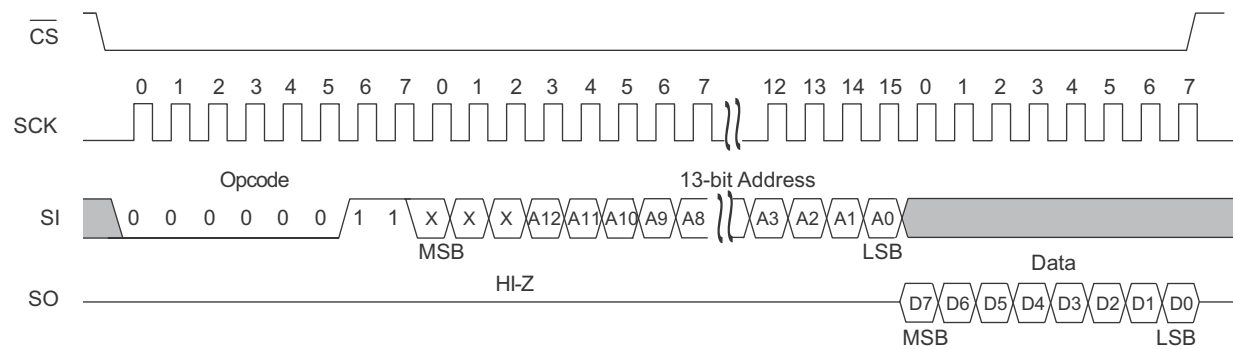 CS
0 1 2 3 4 5 6 7 0 1 2 3 4 5 6 7 12 13 14 15 0 1 2 3 4 5 6 7
SCK
Opcode 13-bit Address
SI 0 0 0 0 0 0 1 1 X X X A12 A11 A10 A9 A8 A3 A2 A1 A0
MSB LSB
HI-Z Data
SO D7 D6 D5 D4 D3 D2 D1 D0
MSB LSB